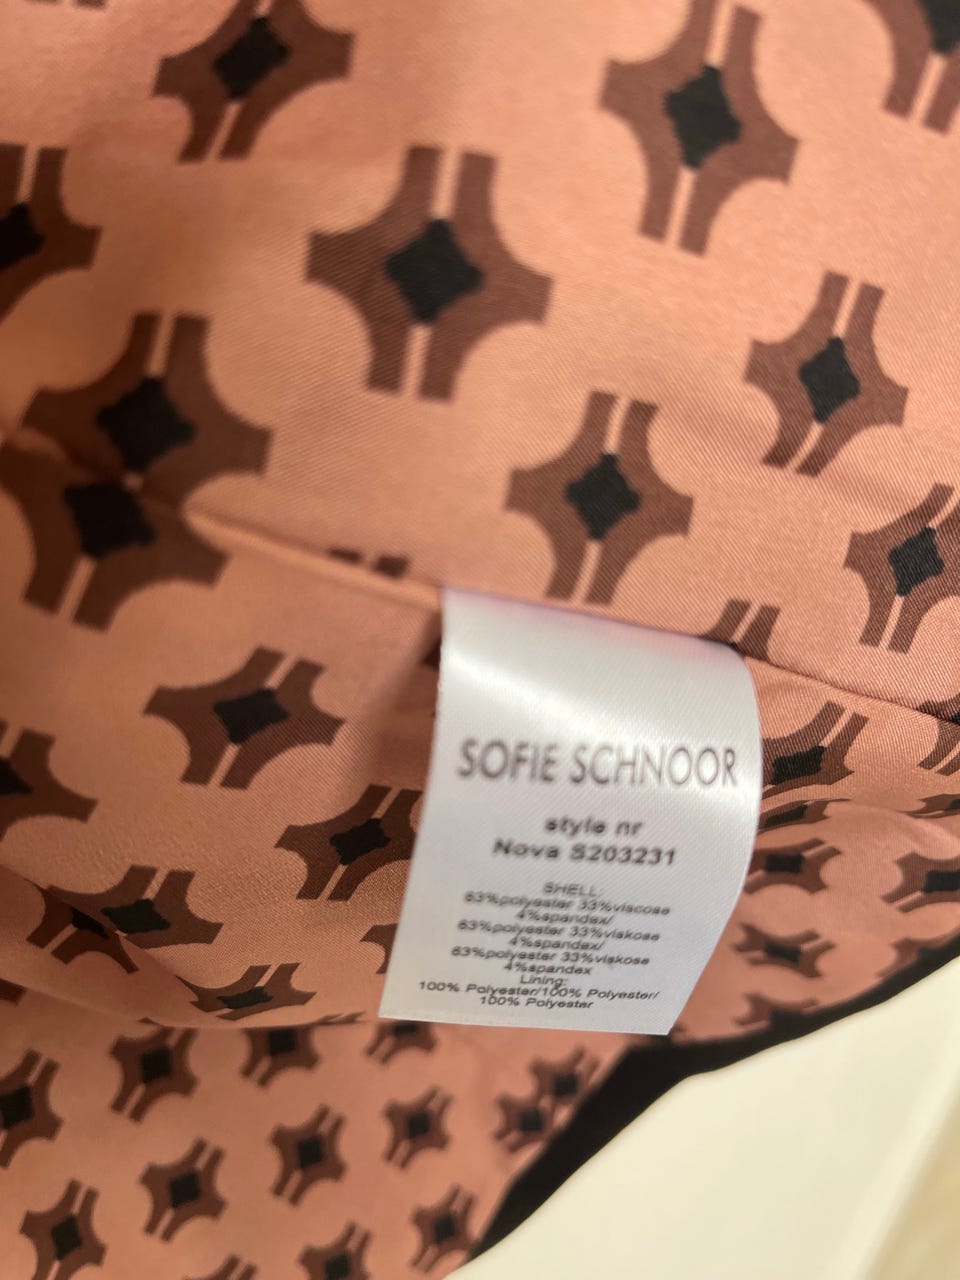 SOFIE SCHNOOR
style nr
Nova S203231
SHELL:
63%polyester 33%viscose
4%spandex/
63%polyester 33%viskose
4%spandex/
63%polyester 33%viskose
4%spandex
Lining:
100% Polyester/100% Polyester/
100% Polyester